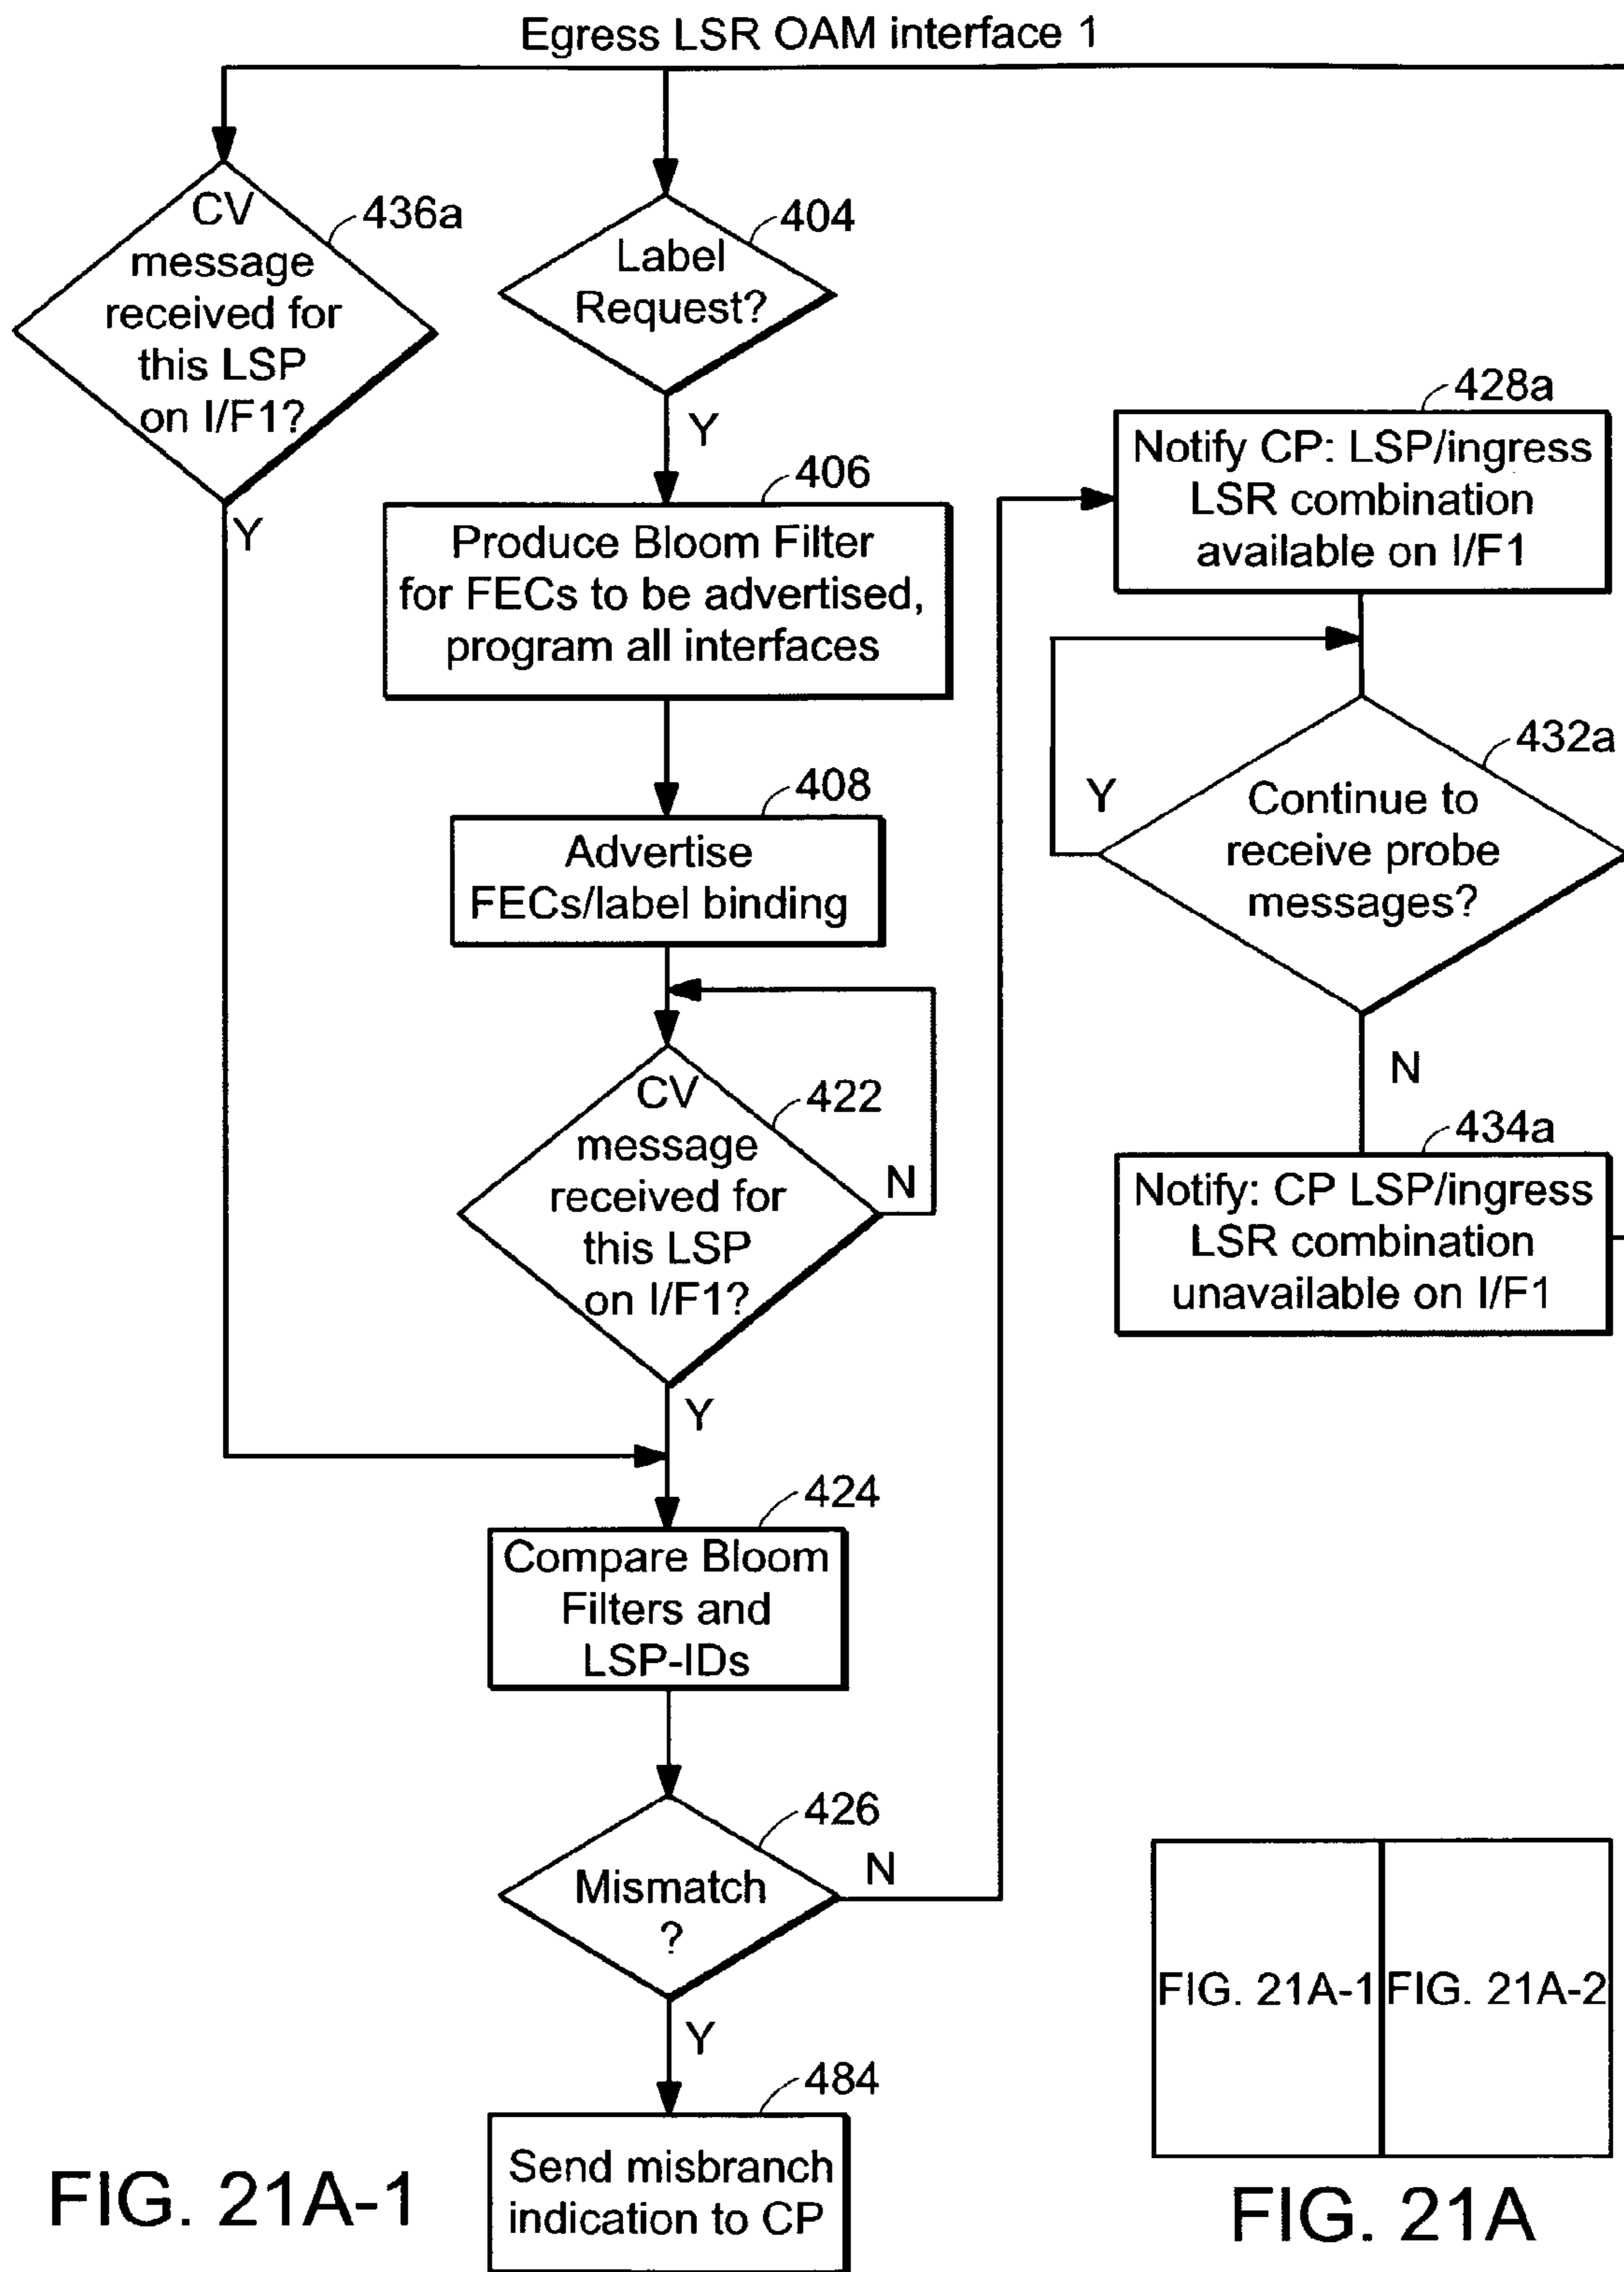 Egress LSR OAM interface 1
CV
message
received for
this LSP
on I/F1?
436a
Y
Label
Request?
404
Y
406
Produce Bloom Filter
for FECs to be advertised,
program all interfaces
408
Advertise
FECs/label binding
CV
message
received for
this LSP
on I/F1?
422
N
Y
424
Compare Bloom
Filters and
LSP-IDs
426
Mismatch
?
N
Y
484
Send misbranch
indication to CP
428a
Notify CP: LSP/ingress
LSR combination
available on I/F1
432a
Continue to
receive probe
messages?
Y
N
434a
Notify: CP LSP/ingress
LSR combination
unavailable on I/F1
FIG. 21A-1
FIG. 21A-1
FIG. 21A-2
FIG. 21A